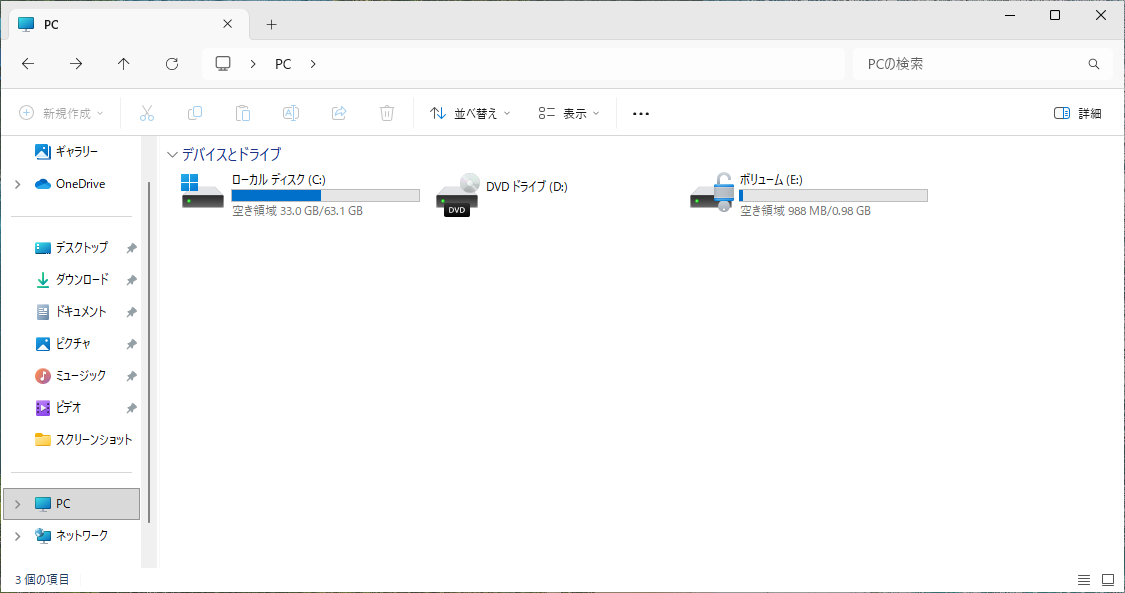 PC
PC
PCの検索
新規作成
並べ替え
表示
詳細
ギャラリー
OneDrive
デスクトップ
ダウンロード
ドキュメント
ピクチャ
ミュージック
ビデオ
スクリーンショット
PC
ネットワーク
デバイスとドライブ
ローカル ディスク (C:)
空き領域 33.0 GB/63.1 GB
DVD
DVD ドライブ (D:)
ボリューム (E:)
空き領域 988 MB/0.98 GB
3 個の項目